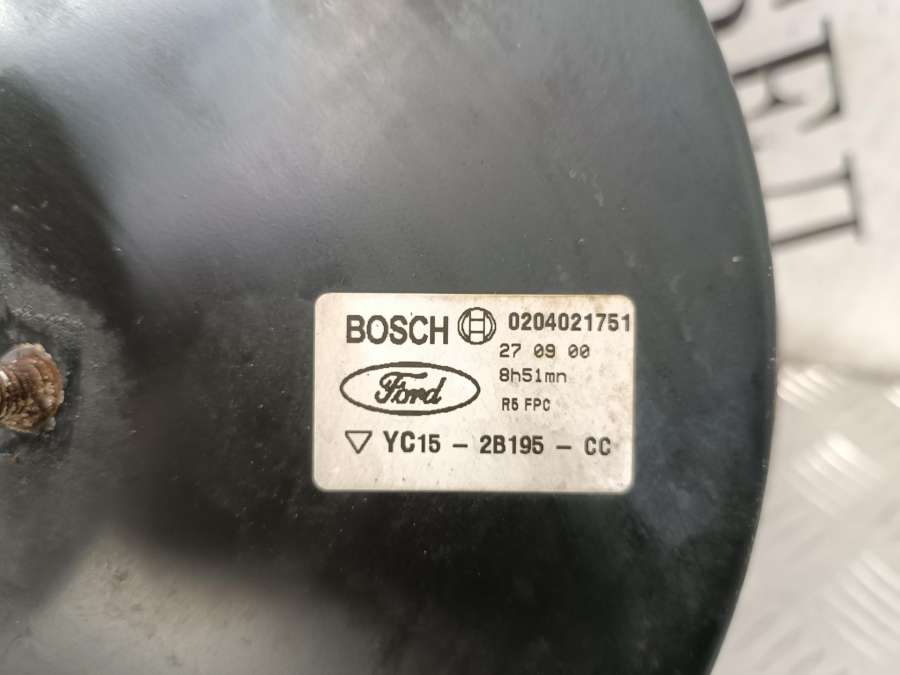 BOSCH 0204021751
27 09 00
8h51mn
Ford
R5 FPC
YC15 - 2B195 - CC